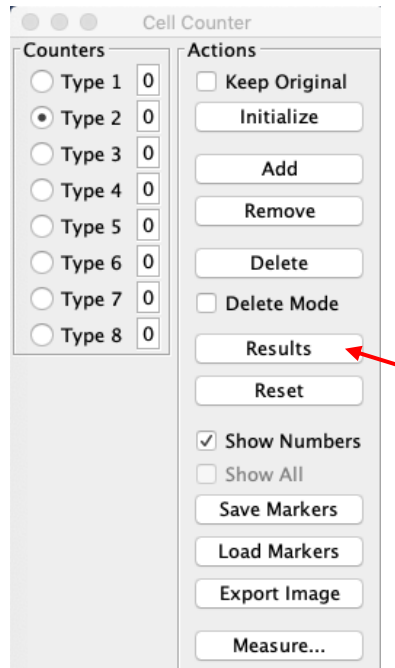 Cell Counter
Counters
Type 1 0
Type 2 0
Type 3 0
Type 4 0
Type 5 0
Type 6 0
Type 7 0
Type 8 0
Actions
Keep Original
Initialize
Add
Remove
Delete
Delete Mode
Results
Reset
Show Numbers
Show All
Save Markers
Load Markers
Export Image
Measure...